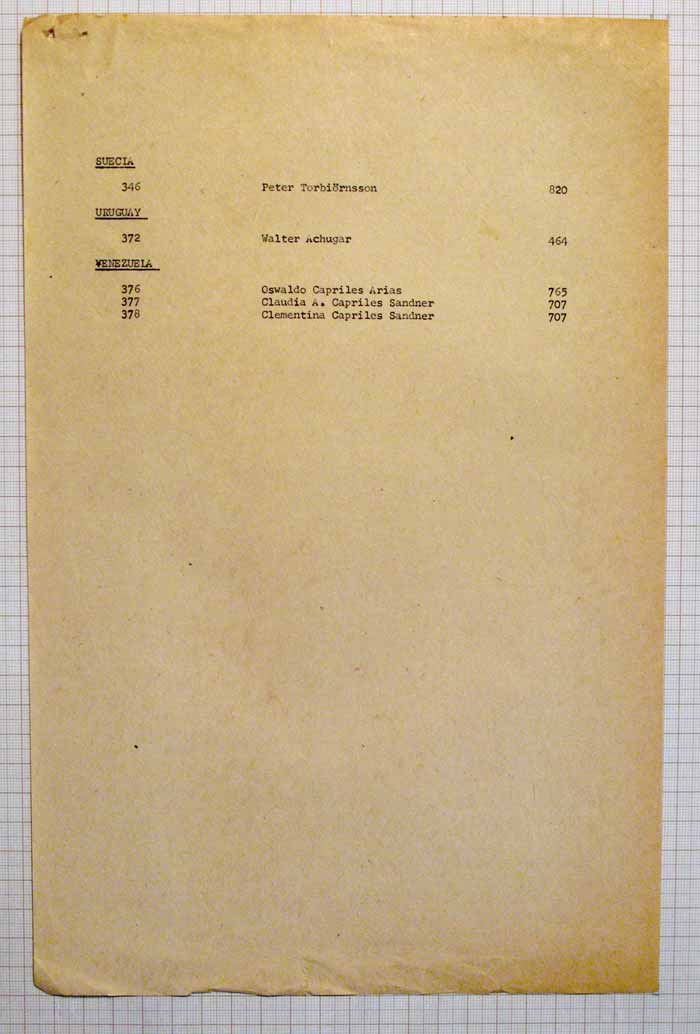 SUECIA
346 Peter Torbiörnsson 820
URUGUAY
372 Walter Achugar 464
VENEZUELA
376 Oswaldo Capriles Arias 765
377 Claudia A. Capriles Sandner 707
378 Clementina Capriles Sandner 707